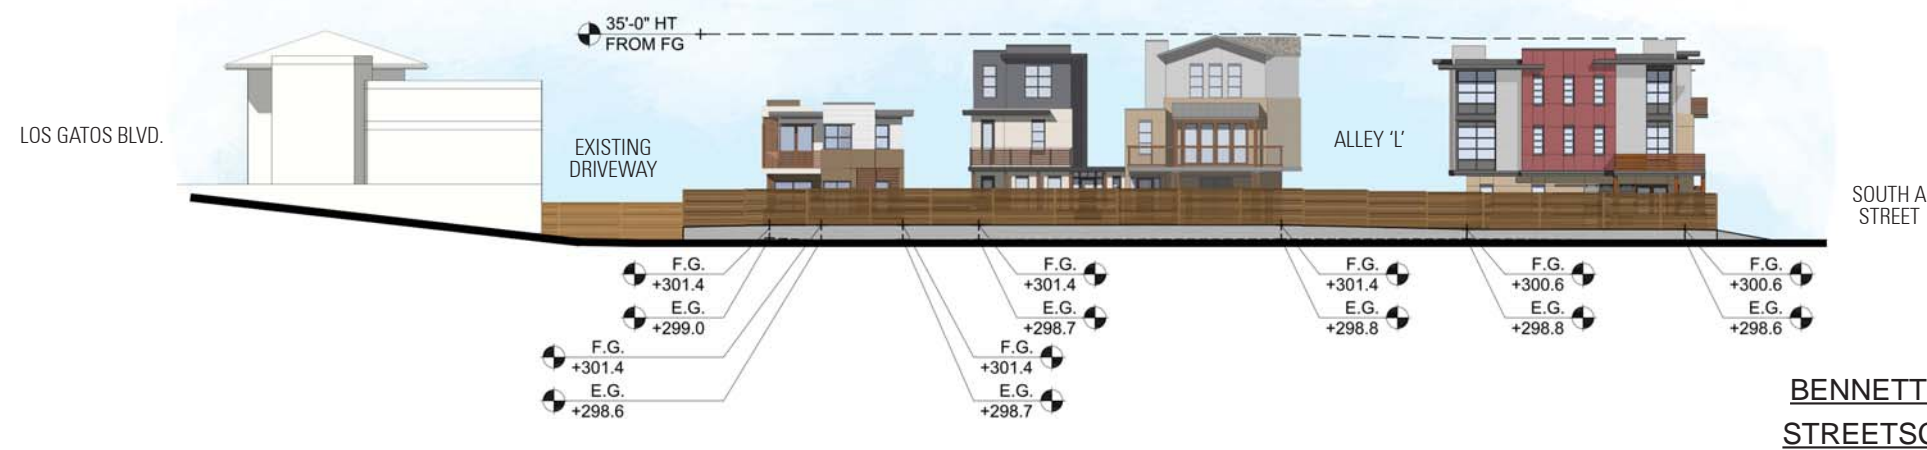 35'-0" HT
FROM FG
LOS GATOS BLVD.
EXISTING
DRIVEWAY
ALLEY 'L'
SOUTH A
STREET
F.G.
+301.4
E.G.
+299.0
F.G.
+301.4
E.G.
+298.6
F.G.
+301.4
E.G.
+298.7
F.G.
+301.4
E.G.
+298.7
F.G.
+301.4
E.G.
+298.8
F.G.
+300.6
E.G.
+298.8
F.G.
+300.6
E.G.
+298.6
BENNETT
STREETSC